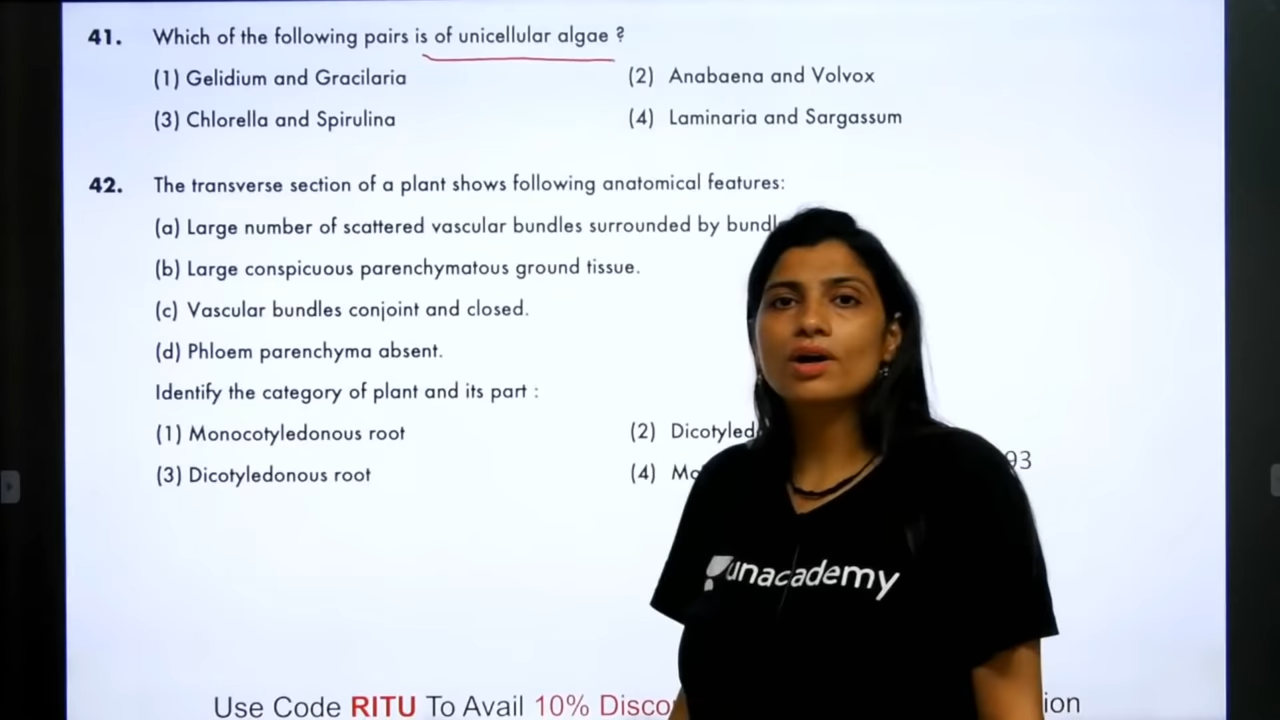 41. Which of the following pairs is of unicellular algae ?
(1) Gelidium and Gracilaria (2) Anabaena and Volvox
(3) Chlorella and Spirulina (4) Laminaria and Sargassum
42. The transverse section of a plant shows following anatomical features:
(a) Large number of scattered vascular bundles surrounded by
(b) Large conspicuous parenchymatous ground tissue.
(c) Vascular bundles conjoint and closed.
(d) Phloem parenchyma absent.
Identify the category of plant and its part :
(1) Monocotyledonous root (2)
(3) Dicotyledonous root (4)
93
unacademy
Use Code RITU To Avail 10%